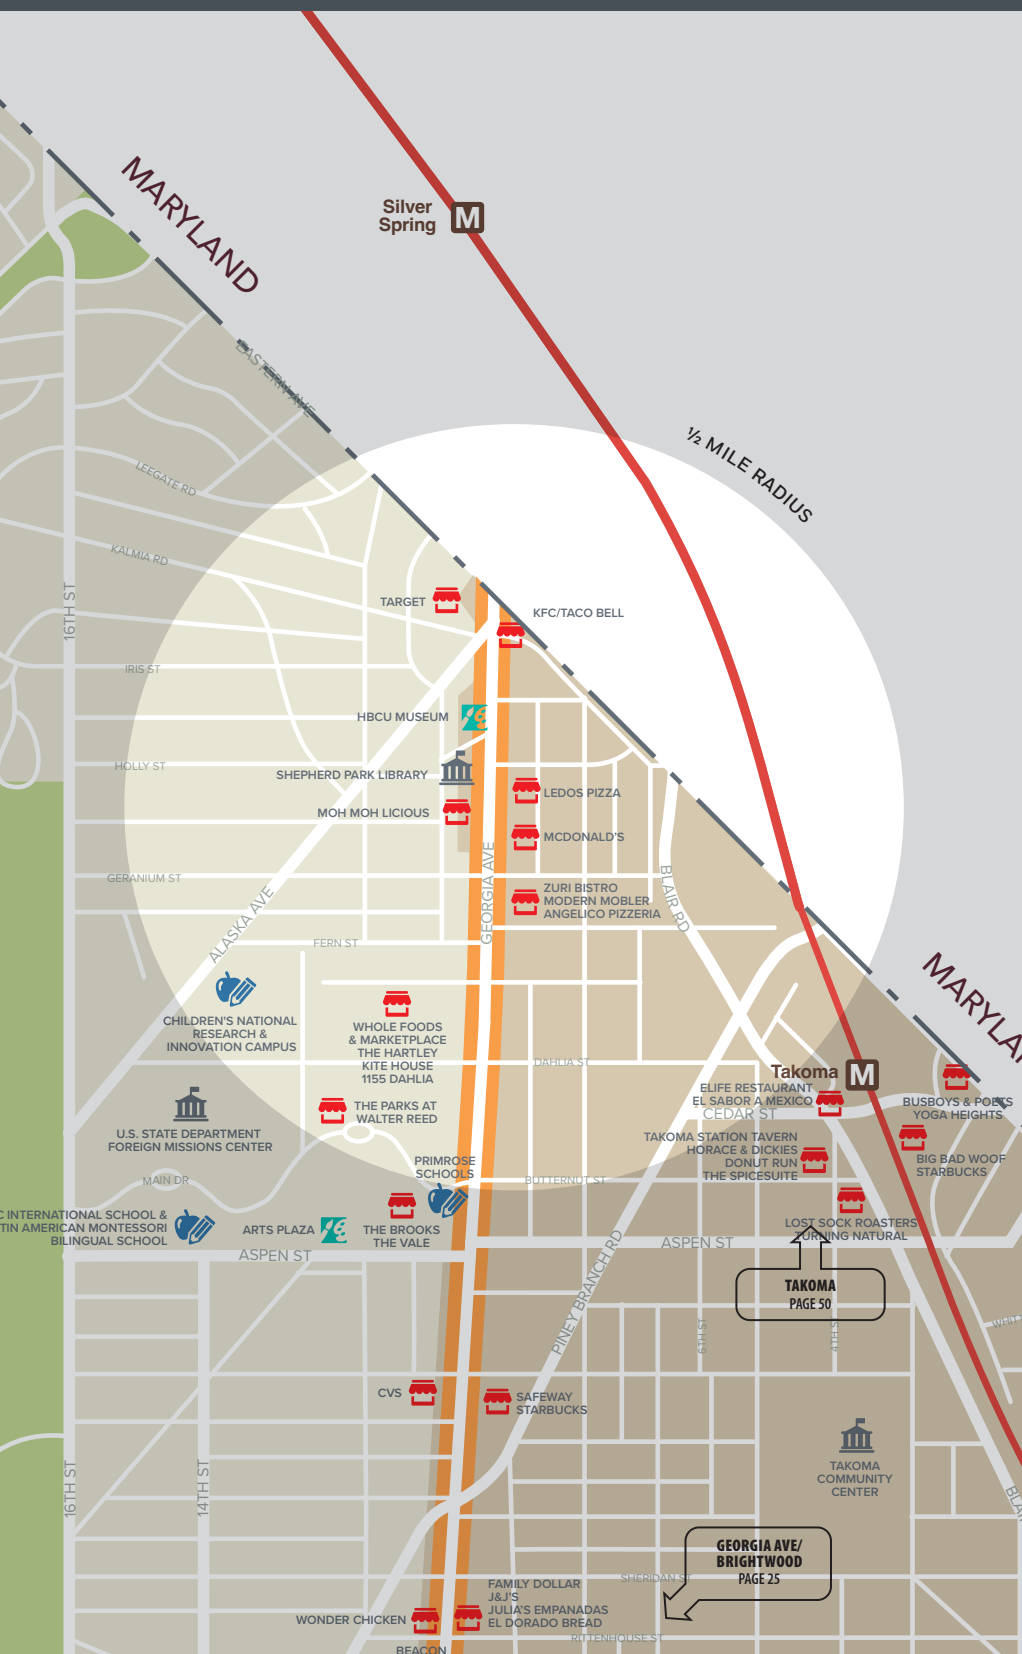 MARYLAND
Silver
Spring
M
EASTERN AVE
½ MILE RADIUS
LEEGATE RD
KALMIA RD
16TH ST
TARGET
KFC/TACO BELL
IRIS ST
HBCU MUSEUM
HOLLY ST
SHEPHERD PARK LIBRARY
LEDOS PIZZA
MOH MOH LICIOUS
MCDONALD'S
GEORGIA AVE
GERANIUM ST
BLAIR RD
ZURI BISTRO
MODERN MOBLER
ANGELICO PIZZERIA
ALASKA AVE
FERN ST
MARYLA
CHILDREN'S NATIONAL
RESEARCH &
INNOVATION CAMPUS
WHOLE FOODS
& MARKETPLACE
THE HARTLEY
KITE HOUSE
1155 DAHLIA
DAHLIA ST
Takoma
M
ELIFE RESTAURANT
EL SABOR A MEXICO
CEDAR ST
BUSBOYS & POETS
YOGA HEIGHTS
THE PARKS AT
WALTER REED
U.S. STATE DEPARTMENT
FOREIGN MISSIONS CENTER
TAKOMA STATION TAVERN
HORACE & DICKIES
DONUT RUN
THE SPICESUITE
BIG BAD WOOF
STARBUCKS
PRIMROSE
SCHOOLS
MAIN DR
BUTTERNUT ST
C INTERNATIONAL SCHOOL &
TIN AMERICAN MONTESSORI
BILINGUAL SCHOOL
ARTS PLAZA
THE BROOKS
THE VALE
LOST SOCK ROASTERS
TURNING NATURAL
ASPEN ST
ASPEN ST
PINEY BRANCH RD
TAKOMA
PAGE 50
6TH ST
4TH ST
CVS
SAFEWAY
STARBUCKS
TAKOMA
COMMUNITY
CENTER
16TH ST
14TH ST
BLAI
GEORGIA AVE/
BRIGHTWOOD
PAGE 25
SHERIDAN ST
FAMILY DOLLAR
J&J'S
JULIA'S EMPANADAS
EL DORADO BREAD
WONDER CHICKEN
RITTENHOUSE ST
BEACON